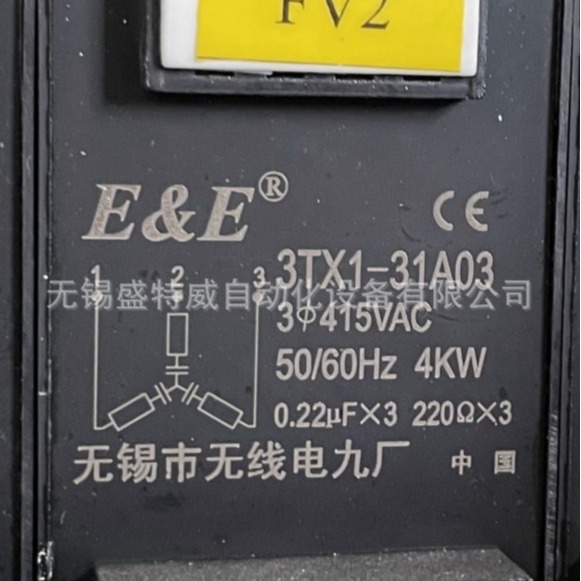 FV2
E&E®
CE
1 2 3
3TX1-31A03
无锡盛特威自动化设备有限公司
3φ415VAC
50/60Hz 4KW
0.22μF×3 220Ω×3
无锡市无线电九厂 中国